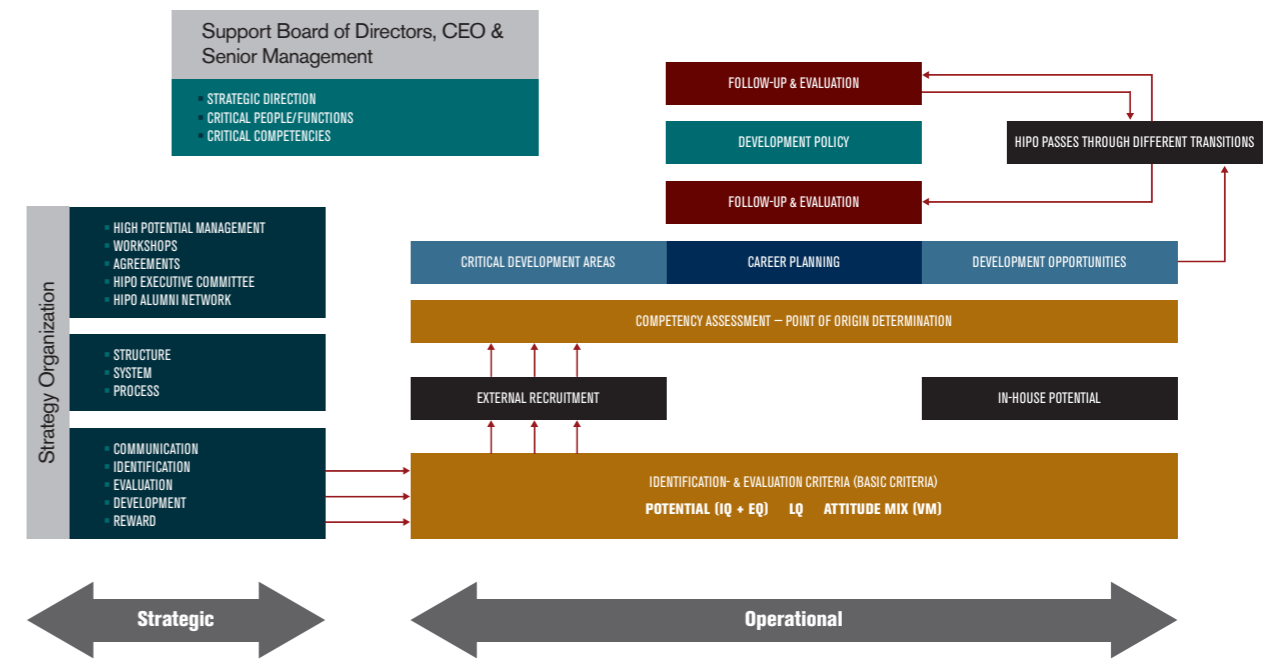 Support Board of Directors, CEO &
Senior Management
STRATEGIC DIRECTION
CRITICAL PEOPLE/FUNCTIONS
CRITICAL COMPETENCIES
Strategy Organization
HIGH POTENTIAL MANAGEMENT
WORKSHOPS
AGREEMENTS
HIPO EXECUTIVE COMMITTEE
HIPO ALUMNI NETWORK
STRUCTURE
SYSTEM
PROCESS
COMMUNICATION
IDENTIFICATION
EVALUATION
DEVELOPMENT
REWARD
FOLLOW-UP & EVALUATION
DEVELOPMENT POLICY
HIPO PASSES THROUGH DIFFERENT TRANSITIONS
FOLLOW-UP & EVALUATION
CRITICAL DEVELOPMENT AREAS
CAREER PLANNING
DEVELOPMENT OPPORTUNITIES
COMPETENCY ASSESSMENT – POINT OF ORIGIN DETERMINATION
EXTERNAL RECRUITMENT
IN-HOUSE POTENTIAL
IDENTIFICATION- & EVALUATION CRITERIA (BASIC CRITERIA)
POTENTIAL (IQ + EQ) LQ ATTITUDE MIX (VM)
Strategic
Operational